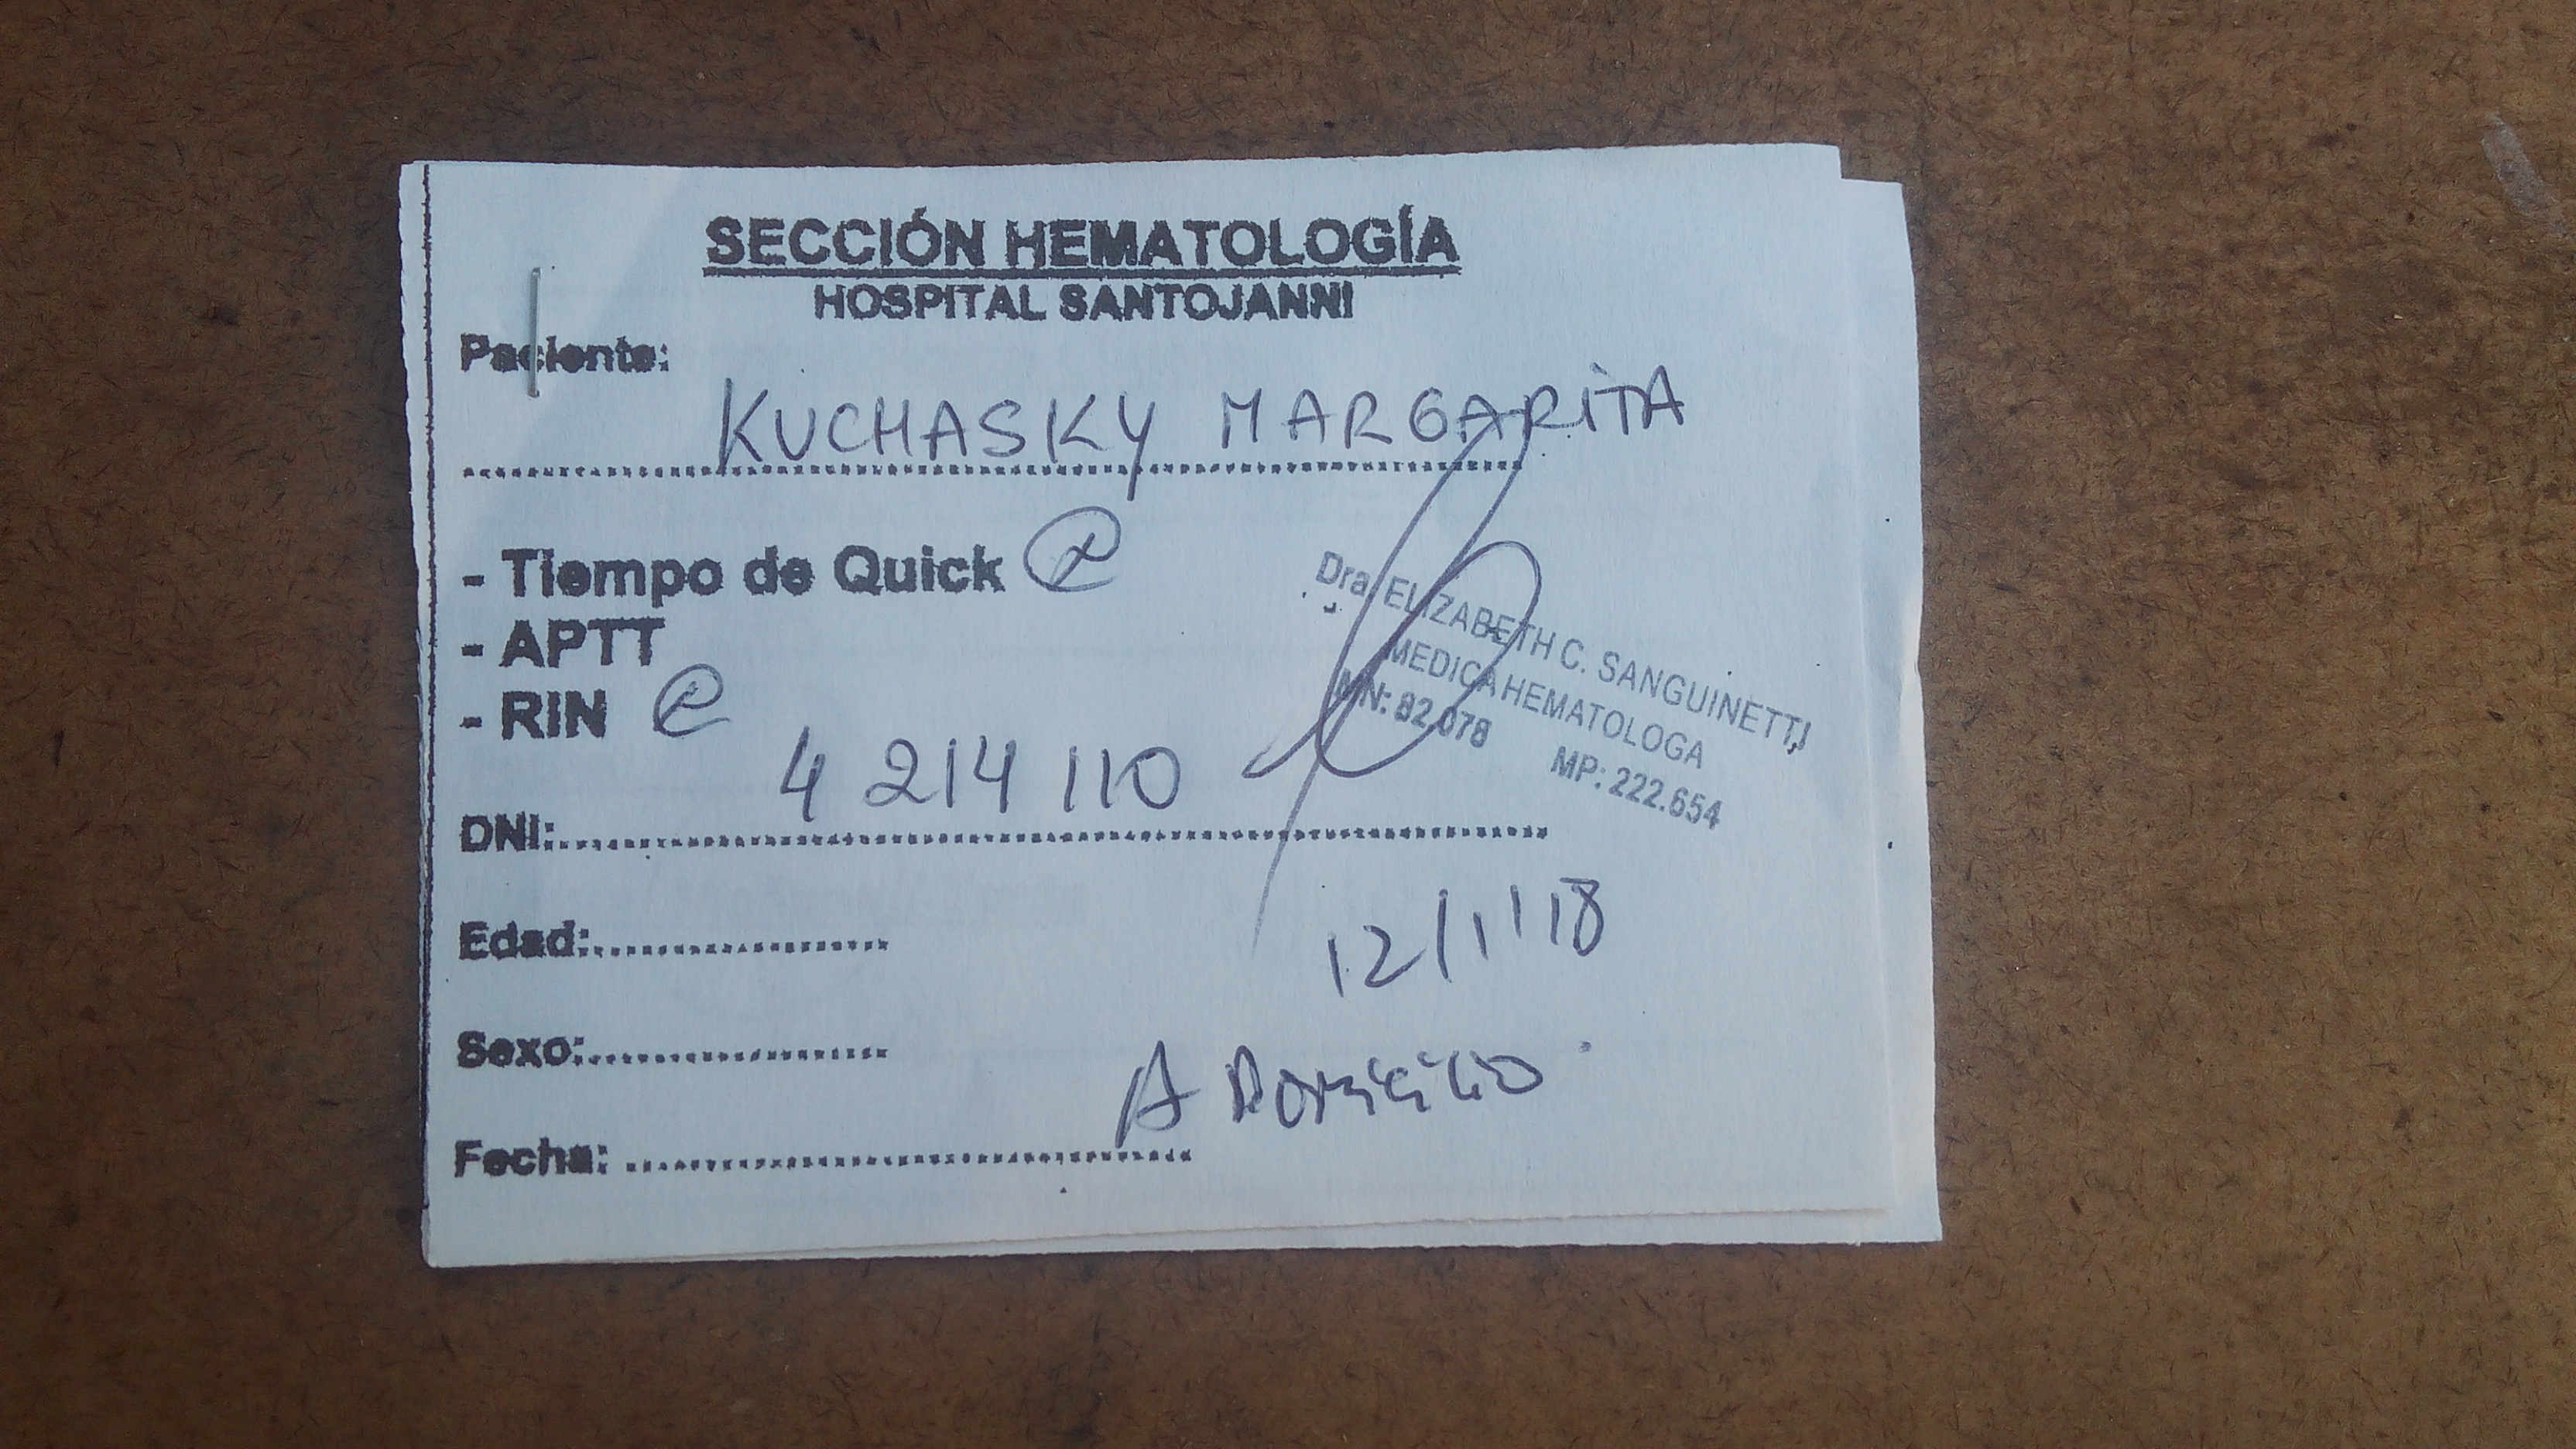 SECCIÓN HEMATOLOGÍA
HOSPITAL SANTOJANNI
Paciente:
KUCHASKY MARGARITA
- Tiempo de Quick
- APTT
- RIN
Dra. ELIZABETH C. SANGUINETTI
MEDICA HEMATOLOGA
MN: 82.078 MP: 222.654
4 214 110
DNI:
Edad:
12/1/18
Sexo:
A Domicilio
Fecha: